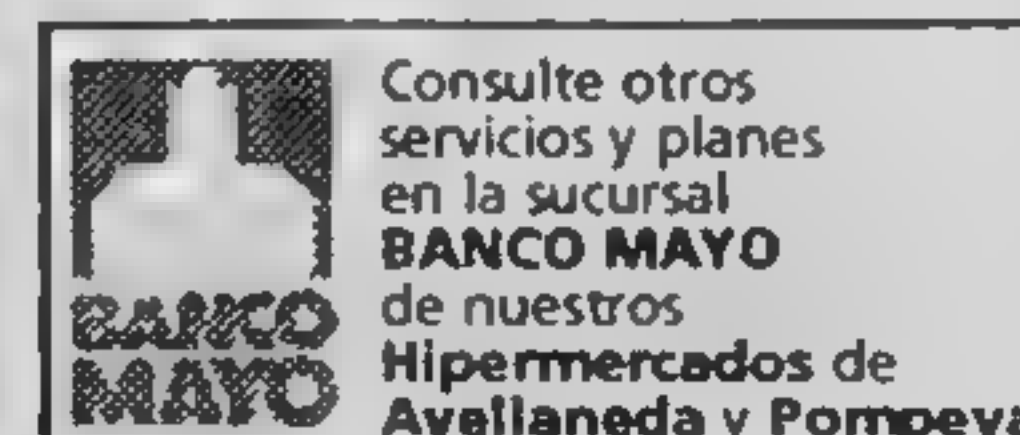 Consulte otros
servicios y planes
en la sucursal
BANCO MAYO
de nuestros
Hipermercados de
Avellaneda y Pompeya
BANCO
MAYO